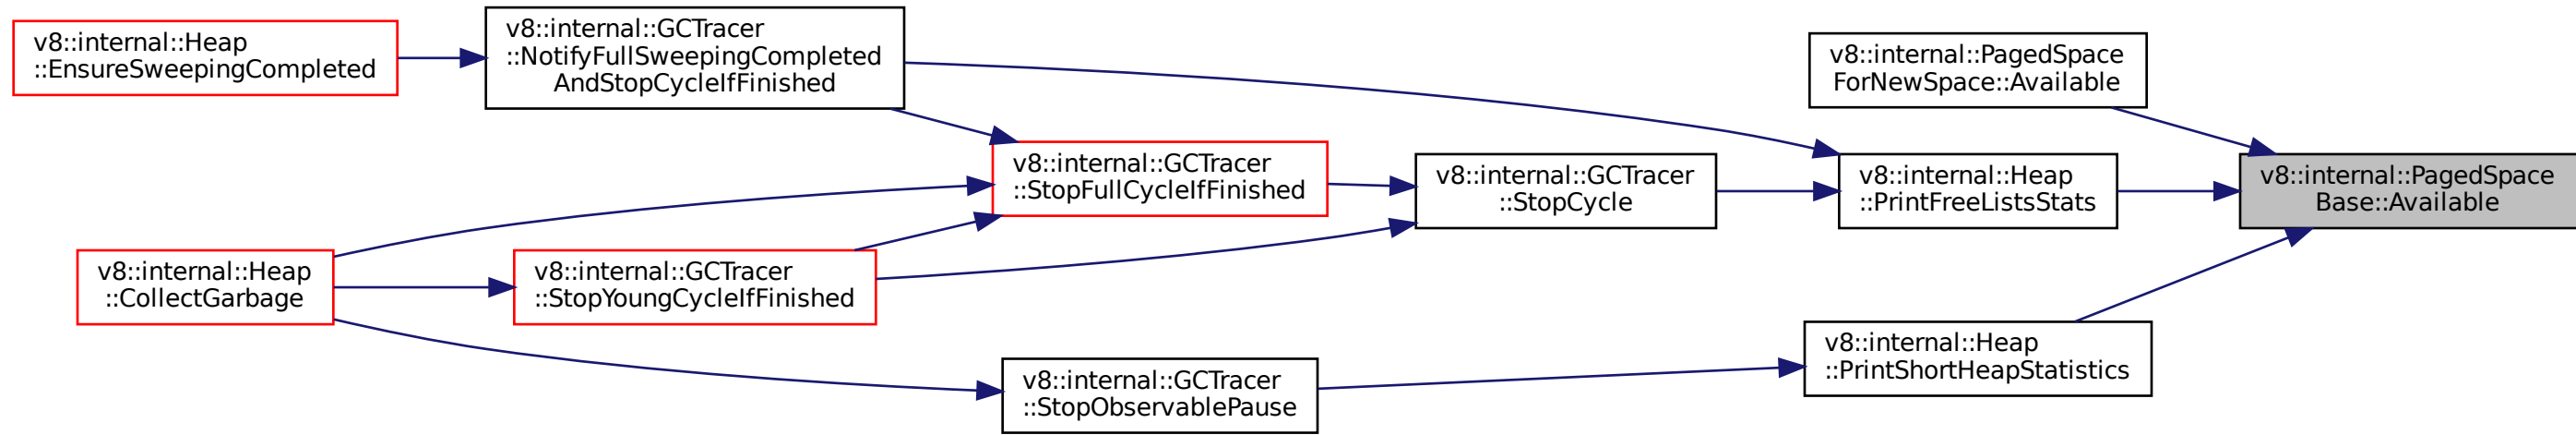 v8::internal::Heap
::EnsureSweepingCompleted
v8::internal::GCTracer
::NotifyFullSweepingCompleted
AndStopCycleIfFinished
v8::internal::PagedSpace
ForNewSpace::Available
v8::internal::GCTracer
::StopFullCycleIfFinished
v8::internal::GCTracer
::StopCycle
v8::internal::Heap
::PrintFreeListsStats
v8::internal::PagedSpace
Base::Available
v8::internal::Heap
::CollectGarbage
v8::internal::GCTracer
::StopYoungCycleIfFinished
v8::internal::GCTracer
::StopObservablePause
v8::internal::Heap
::PrintShortHeapStatistics